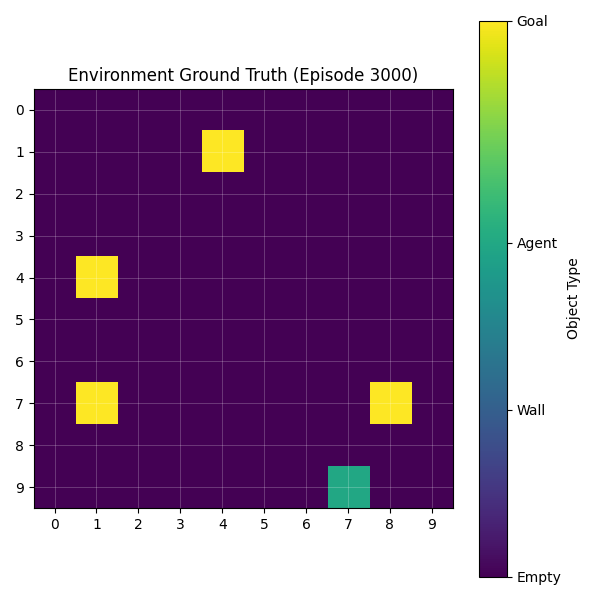 Environment Ground Truth (Episode 3000)
0
1
2
3
4
5
6
7
8
9
0 1 2 3 4 5 6 7 8 9
Goal
Agent
Wall
Empty
Object Type